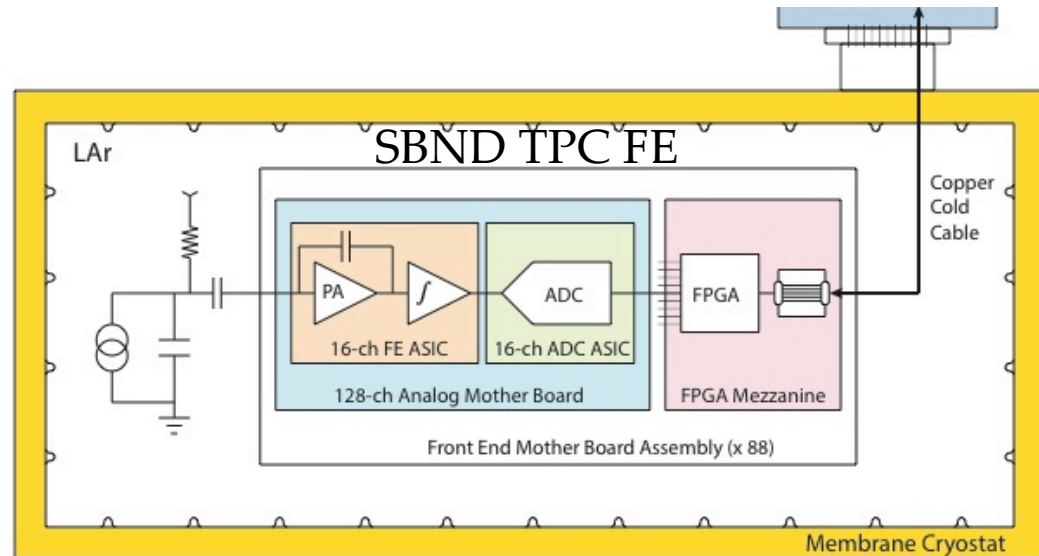 SBND TPC FE
LAr
Copper
Cold
Cable
PA
∫
ADC
FPGA
16-ch FE ASIC
16-ch ADC ASIC
128-ch Analog Mother Board
FPGA Mezzanine
Front End Mother Board Assembly (x 88)
Membrane Cryostat